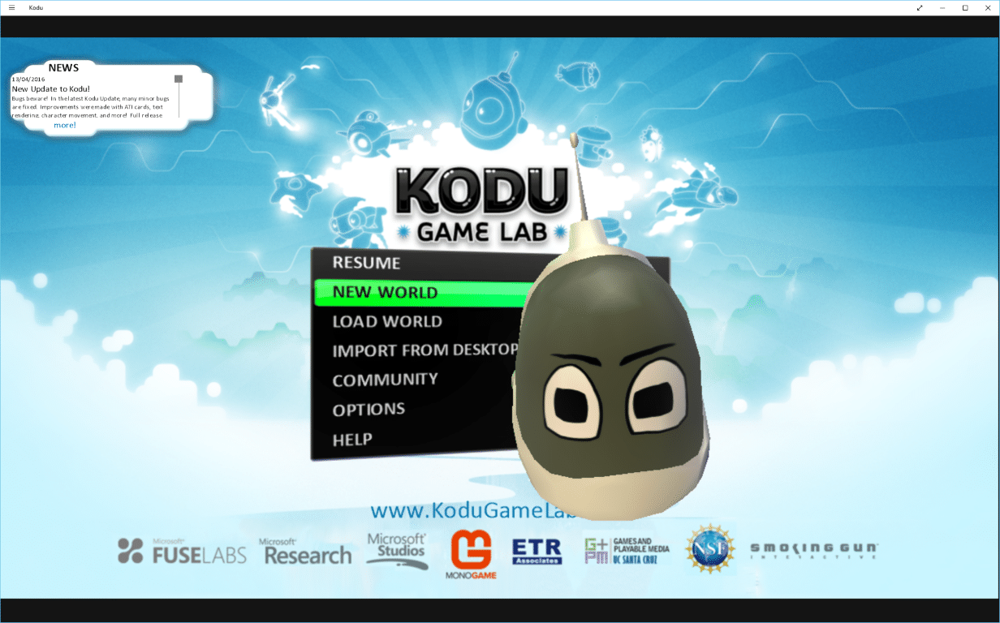 Kodu
NEWS
13/04/2016
New Update to Kodu!
Bugs beware! In the latest Kodu Update, many minor bugs
are fixed. Improvements were made with ATI cards, text
rendering, character movement, and more! Full release
more!
KODU
GAME LAB
RESUME
NEW WORLD
LOAD WORLD
IMPORT FROM DESKTOP
COMMUNITY
OPTIONS
HELP
www.KoduGameLab
Microsoft®
FUSELABS
Microsoft®
Research
Microsoft®
Studios
MONOGAME
ETR
Associates
G+
PM
GAMES AND
PLAYABLE MEDIA
UC SANTA CRUZ
NSF
SMOKING GUN
INTERACTIVE